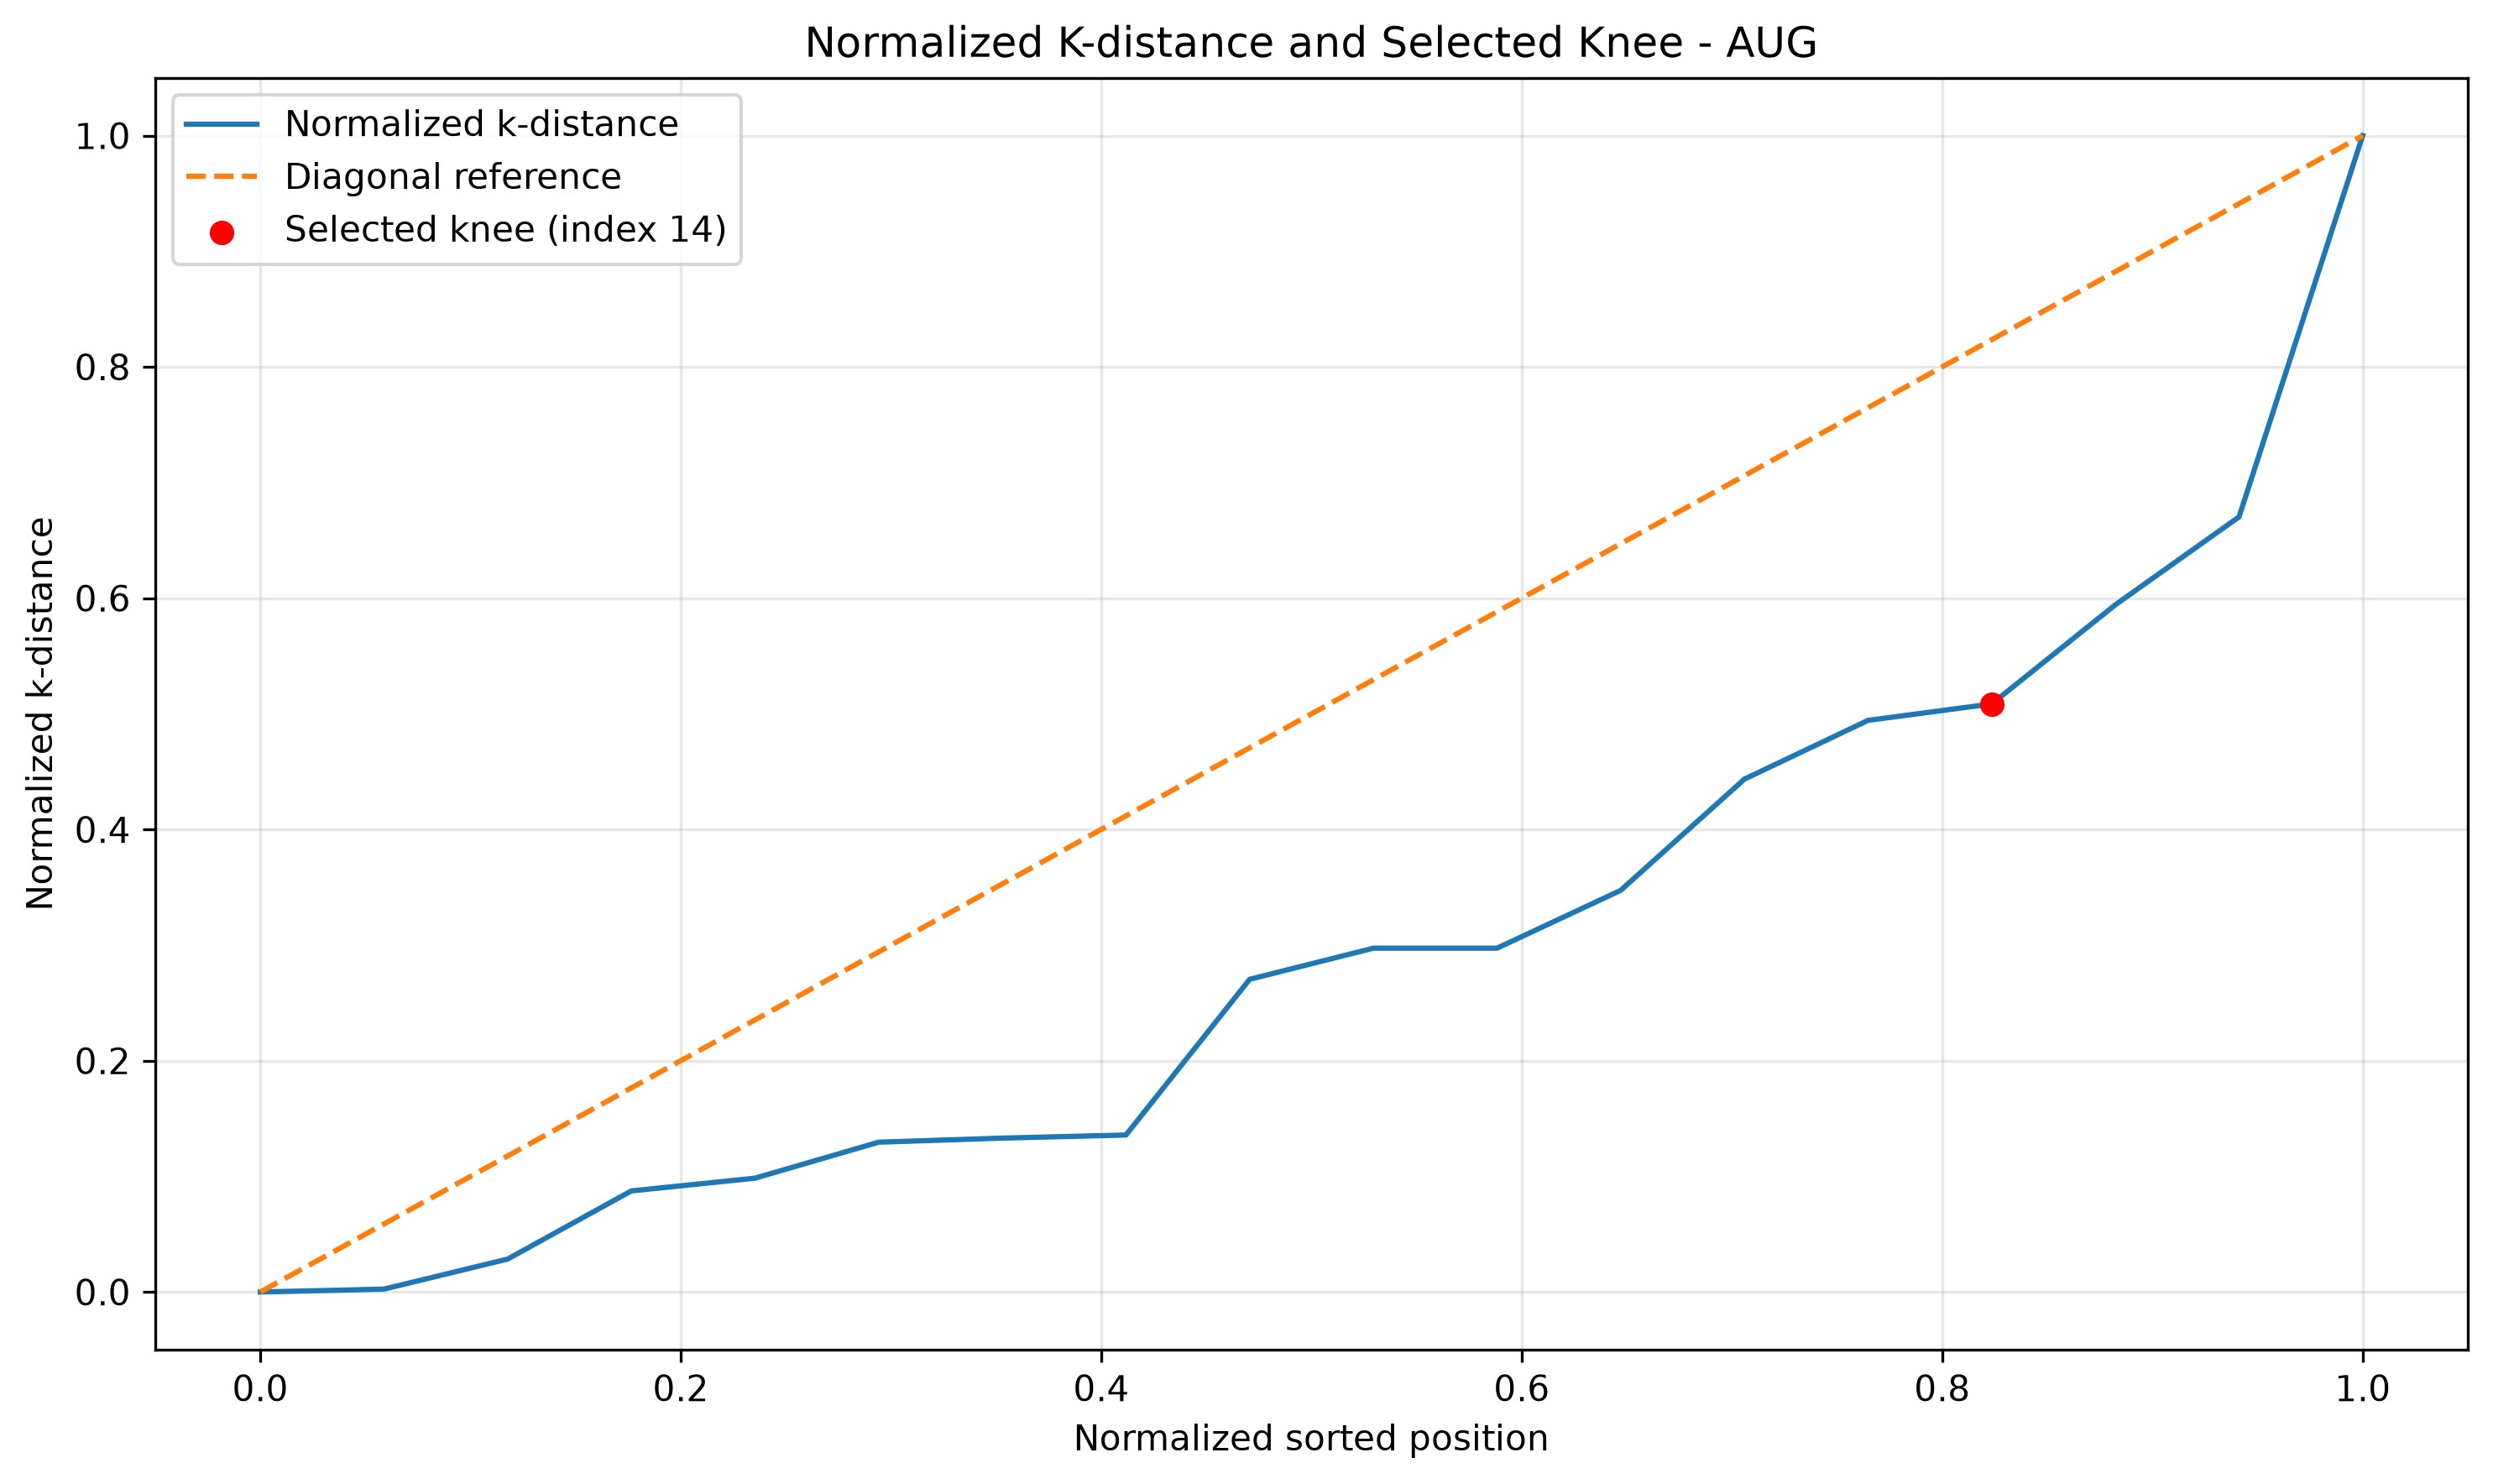 Normalized K-distance and Selected Knee - AUG
Normalized k-distance
Diagonal reference
Selected knee (index 14)
Normalized k-distance
1.0
0.8
0.6
0.4
0.2
0.0
0.0 0.2 0.4 0.6 0.8 1.0
Normalized sorted position